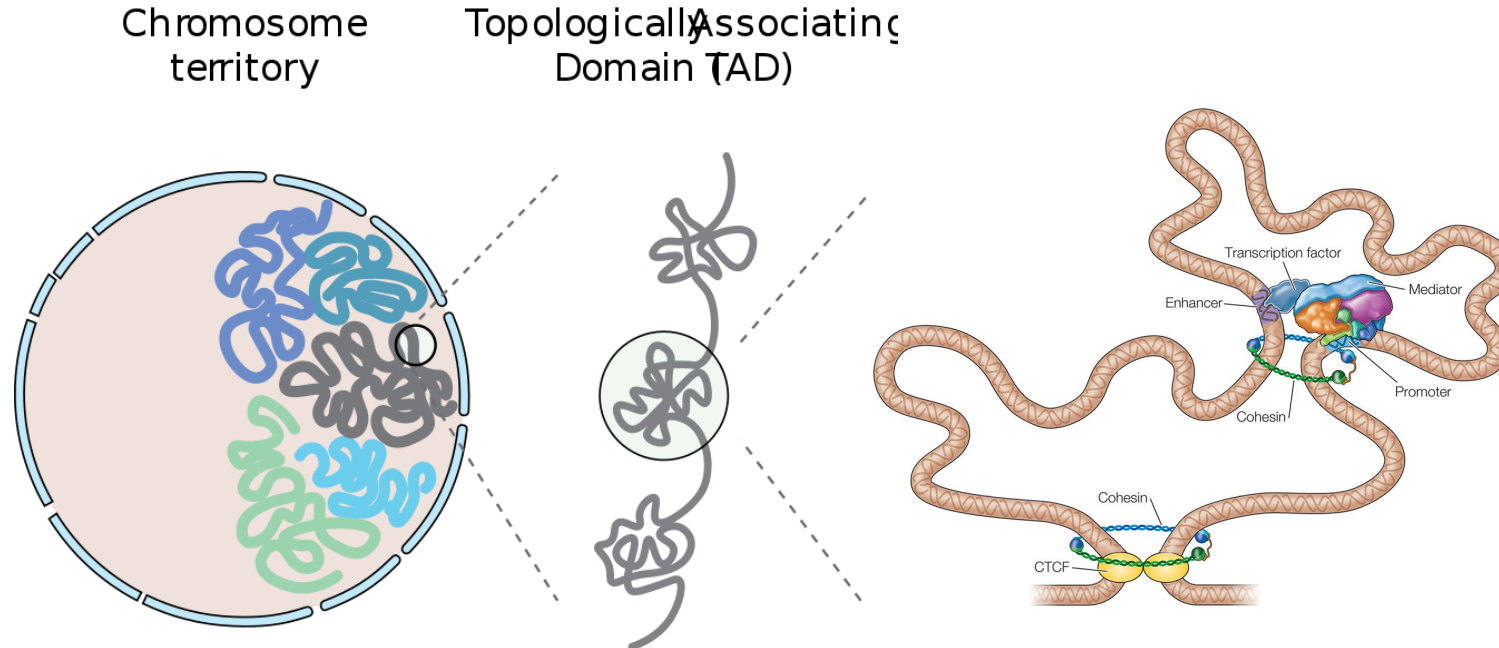 Chromosome
territory
Topologically Associating
Domain (TAD)
Transcription factor
Enhancer
Mediator
Promoter
Cohesin
Cohesin
CTCF